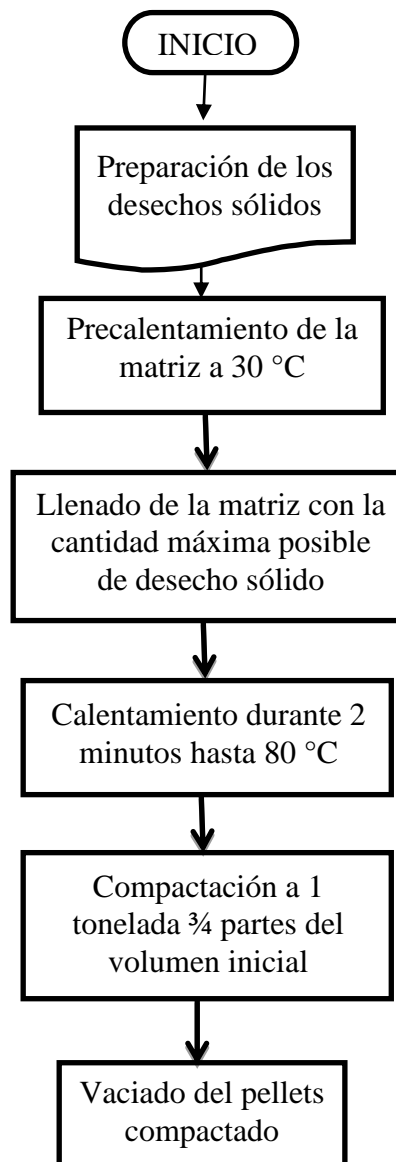 INICIO
Preparación de los
desechos sólidos
Precalentamiento de la
matriz a 30 °C
Llenado de la matriz con la
cantidad máxima posible
de desecho sólido
Calentamiento durante 2
minutos hasta 80 °C
Compactación a 1
tonelada ¾ partes del
volumen inicial
Vaciado del pellets
compactado